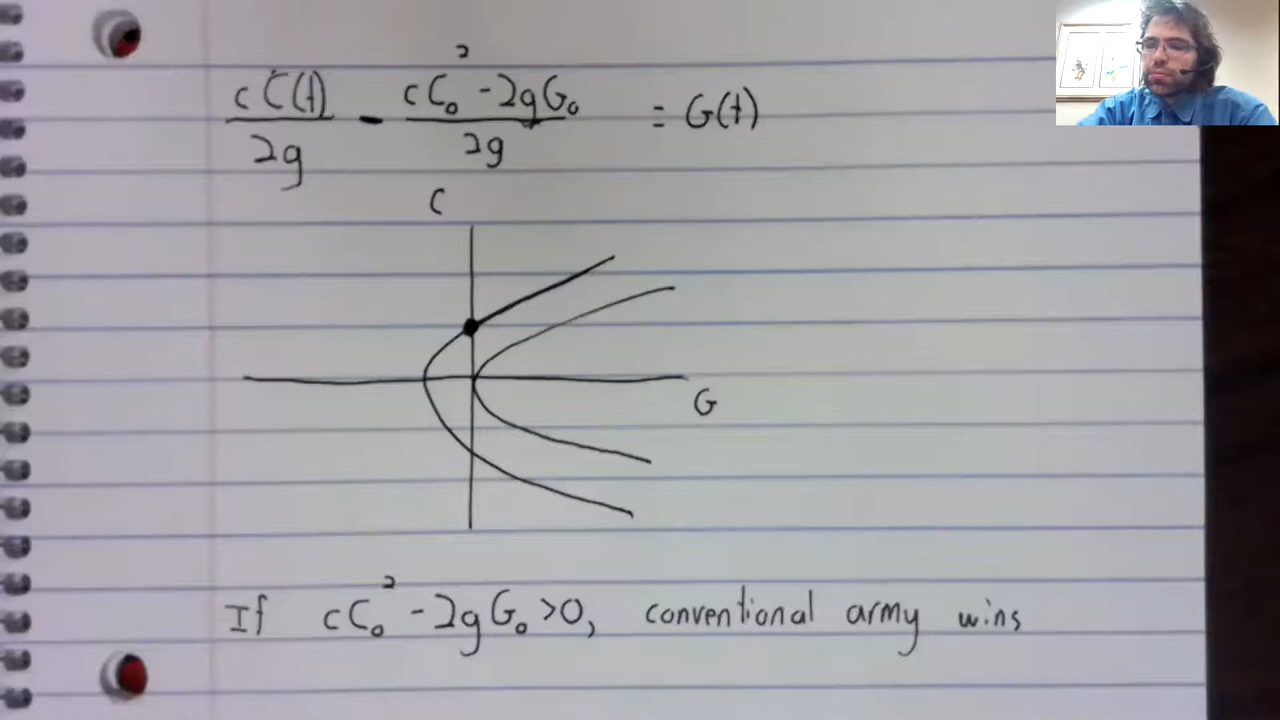 cC(t)/2g - (cC₀² - 2gG₀)/2g = G(t)
C
G
If cC₀² - 2gG₀ >0, conventional army wins